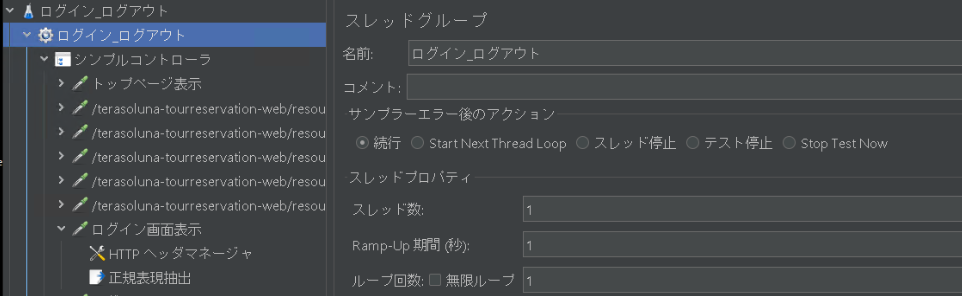 ログイン_ログアウト
ログイン_ログアウト
シンプルコントローラ
トップページ表示
/terasoluna-tourreservation-web/resou
/terasoluna-tourreservation-web/resou
/terasoluna-tourreservation-web/resou
/terasoluna-tourreservation-web/resou
/terasoluna-tourreservation-web/resou
ログイン画面表示
HTTP ヘッダマネージャ
正規表現抽出
スレッドグループ
名前: ログイン_ログアウト
コメント:
サンプラーエラー後のアクション
続行 Start Next Thread Loop スレッド停止 テスト停止 Stop Test Now
スレッドプロパティ
スレッド数: 1
Ramp-Up 期間 (秒): 1
ループ回数: 無限ループ 1